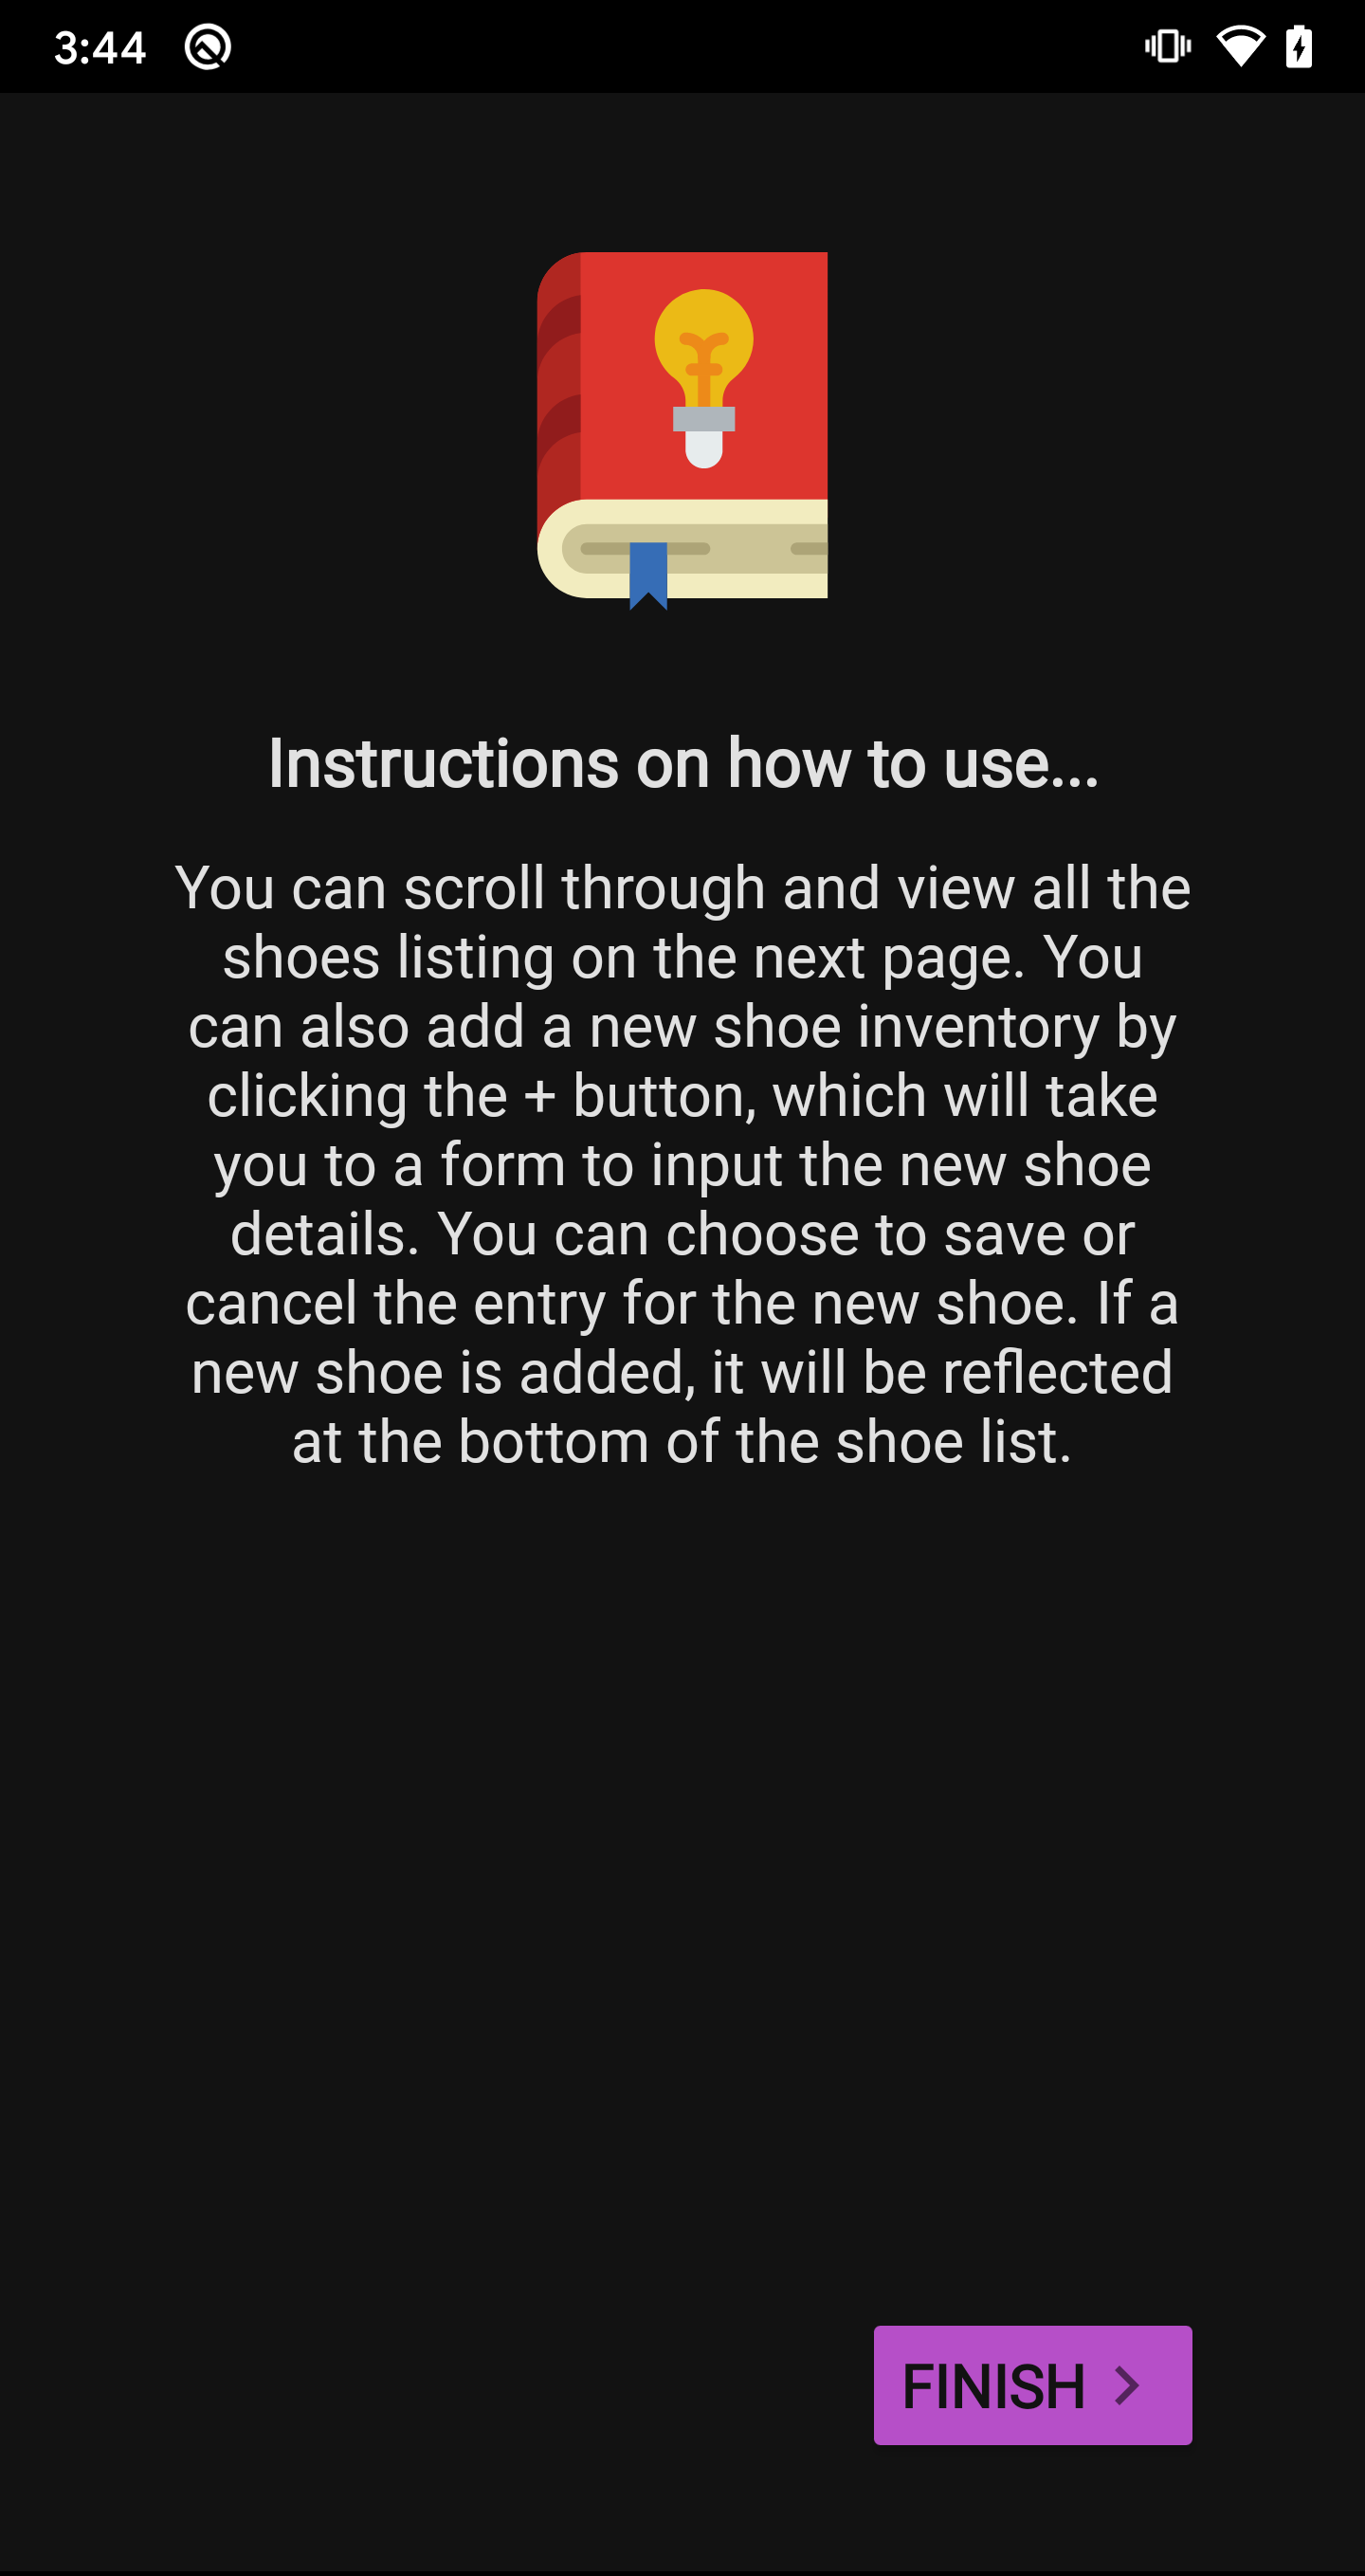 3:44
Instructions on how to use...
You can scroll through and view all the
shoes listing on the next page. You
can also add a new shoe inventory by
clicking the + button, which will take
you to a form to input the new shoe
details. You can choose to save or
cancel the entry for the new shoe. If a
new shoe is added, it will be reflected
at the bottom of the shoe list.
FINISH